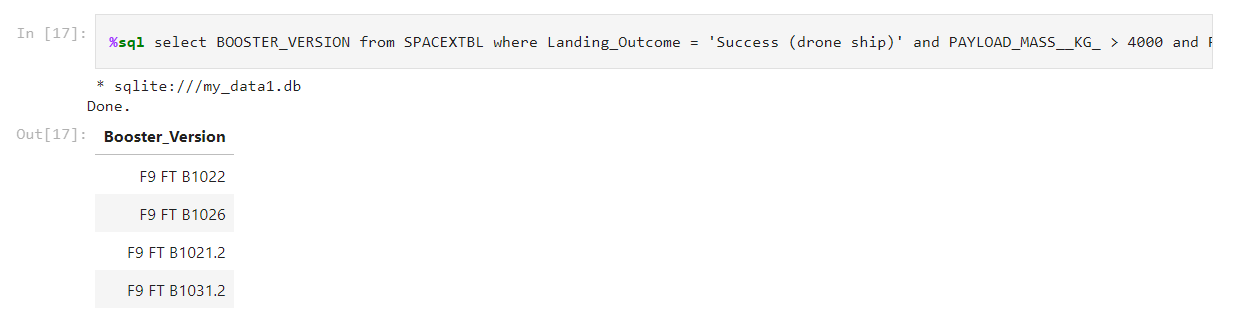 In [17]: %sql select BOOSTER_VERSION from SPACEXTBL where Landing_Outcome = 'Success (drone ship)' and PAYLOAD_MASS__KG_ > 4000 and
* sqlite:///my_data1.db
Done.
Out[17]: Booster_Version
F9 FT B1022
F9 FT B1026
F9 FT B1021.2
F9 FT B1031.2